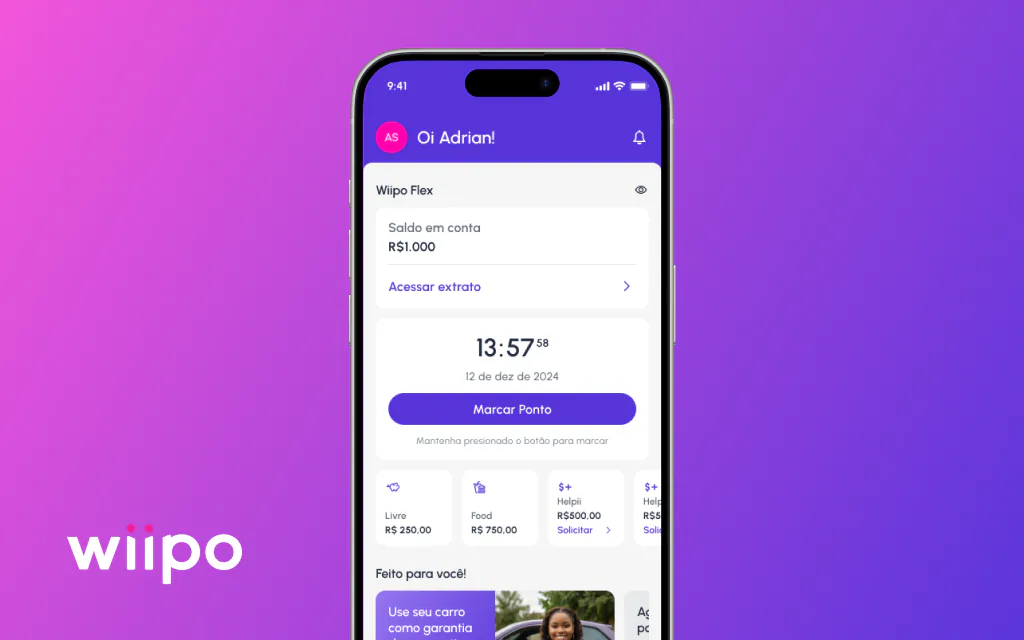 9:41
AS
Oi Adrian!
Wiipo Flex
Saldo em conta
R$1.000
Acessar extrato
13:57 58
12 de dez de 2024
Marcar Ponto
Mantenha presionado o botão para marcar
Livre
R$ 250,00
Food
R$ 750,00
$+
Helpii
R$500,00
Solicitar
$+
wiipo
Feito para você!
Use seu carro
como garantia